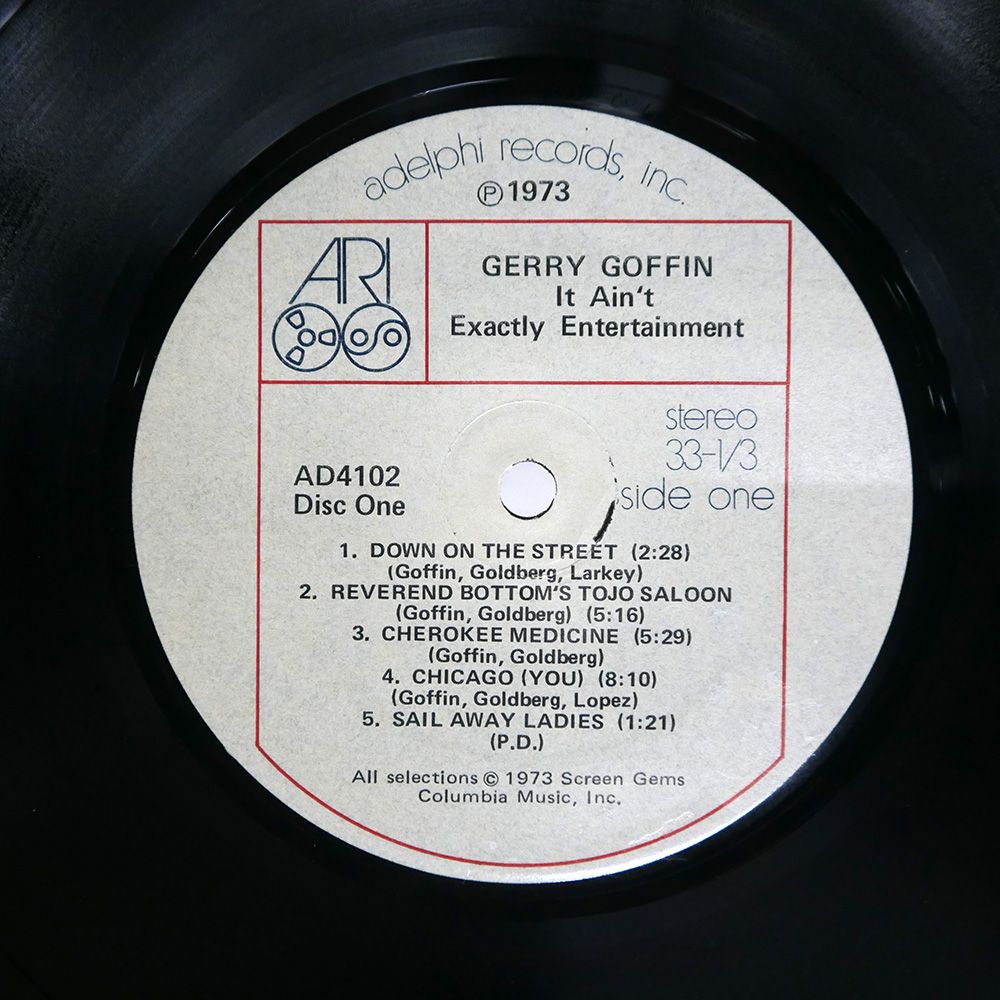 adelphi records, inc.
Ⓟ 1973
ARI
GERRY GOFFIN
It Ain't
Exactly Entertainment
stereo
33-1/3
side one
AD4102
Disc One
1. DOWN ON THE STREET (2:28)
(Goffin, Goldberg, Larkey)
2. REVEREND BOTTOM'S TOJO SALOON
(Goffin, Goldberg) (5:16)
3. CHEROKEE MEDICINE (5:29)
(Goffin, Goldberg)
4. CHICAGO (YOU) (8:10)
(Goffin, Goldberg, Lopez)
5. SAIL AWAY LADIES (1:21)
(P.D.)
All selections © 1973 Screen Gems
Columbia Music, Inc.